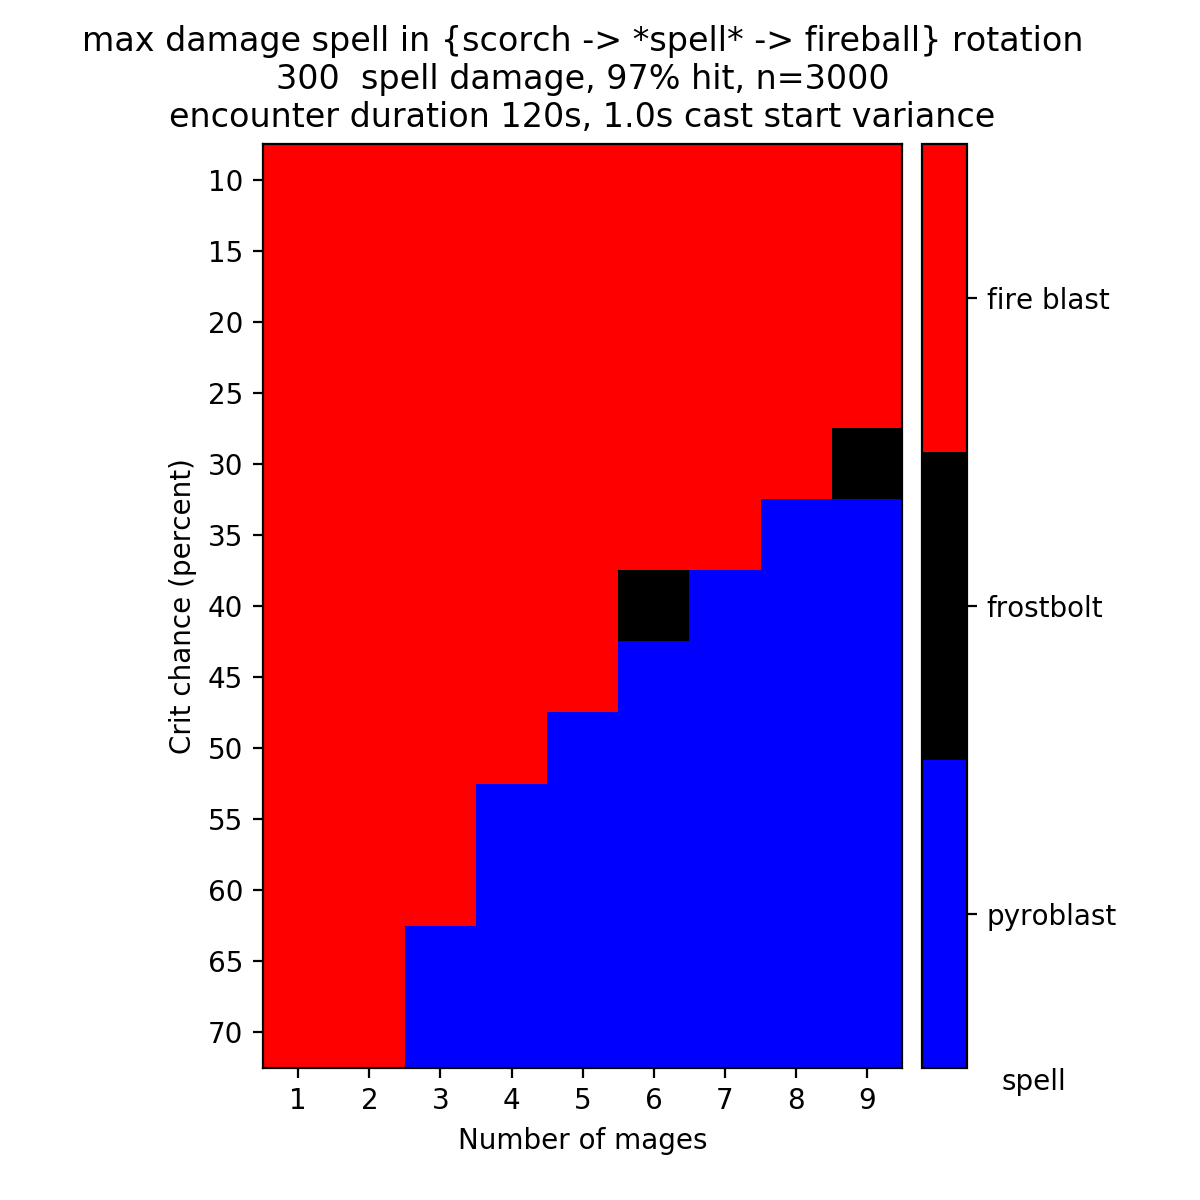 max damage spell in {scorch -> *spell* -> fireball} rotation
300  spell damage, 97% hit, n=3000
encounter duration 120s, 1.0s cast start variance
Crit chance (percent)
10
15
20
25
30
35
40
45
50
55
60
65
70
1 2 3 4 5 6 7 8 9
Number of mages
fire blast
frostbolt
pyroblast
spell